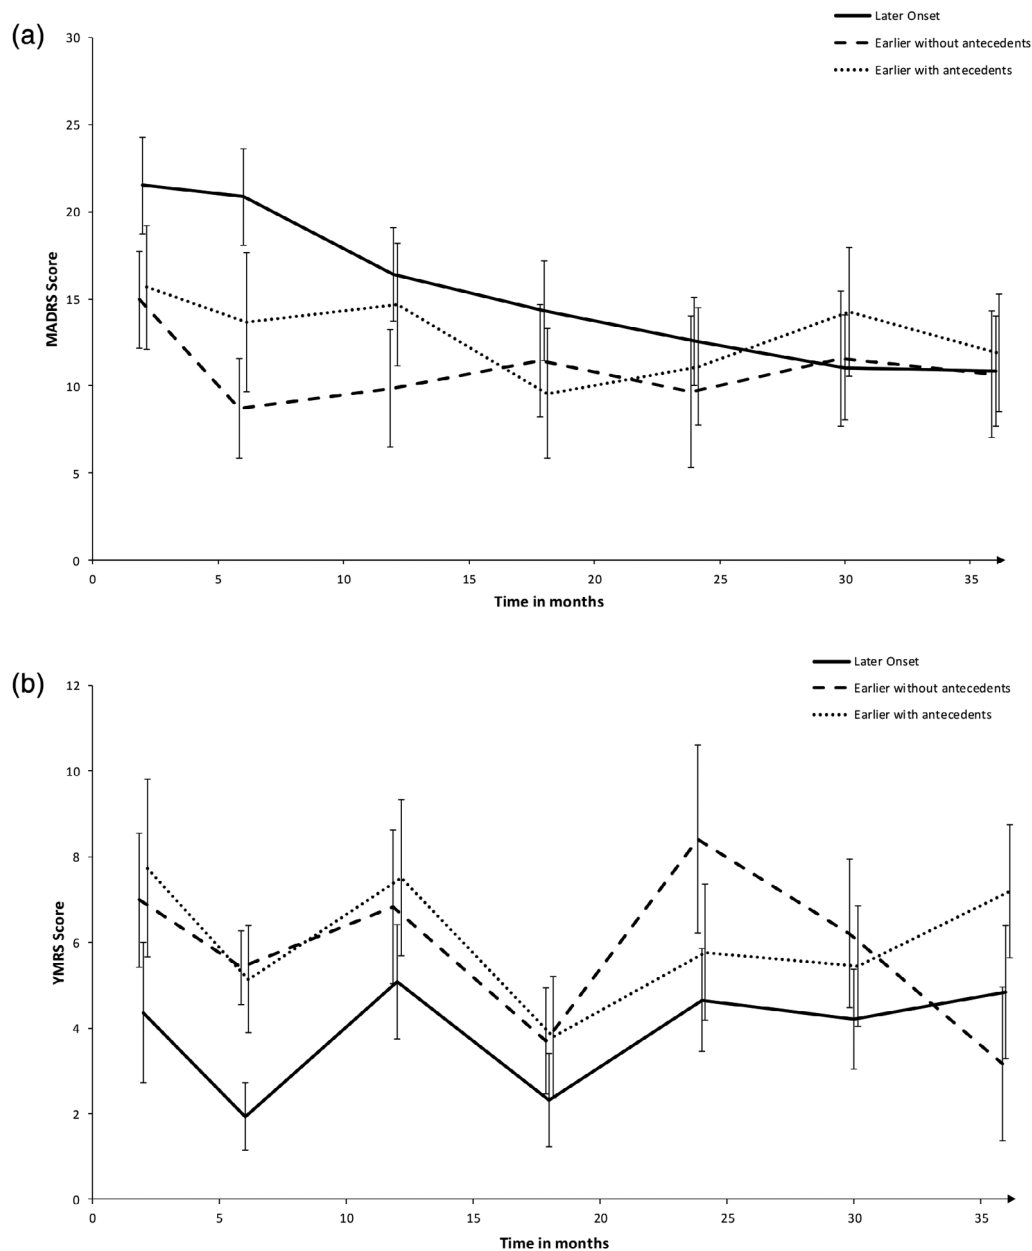 (a)
Later Onset
Earlier without antecedents
Earlier with antecedents
30
25
20
15
10
5
0
MADRS Score
0 5 10 15 20 25 30 35
Time in months
(b)
Later Onset
Earlier without antecedents
Earlier with antecedents
12
10
8
6
4
2
0
YMRS Score
0 5 10 15 20 25 30 35
Time in months